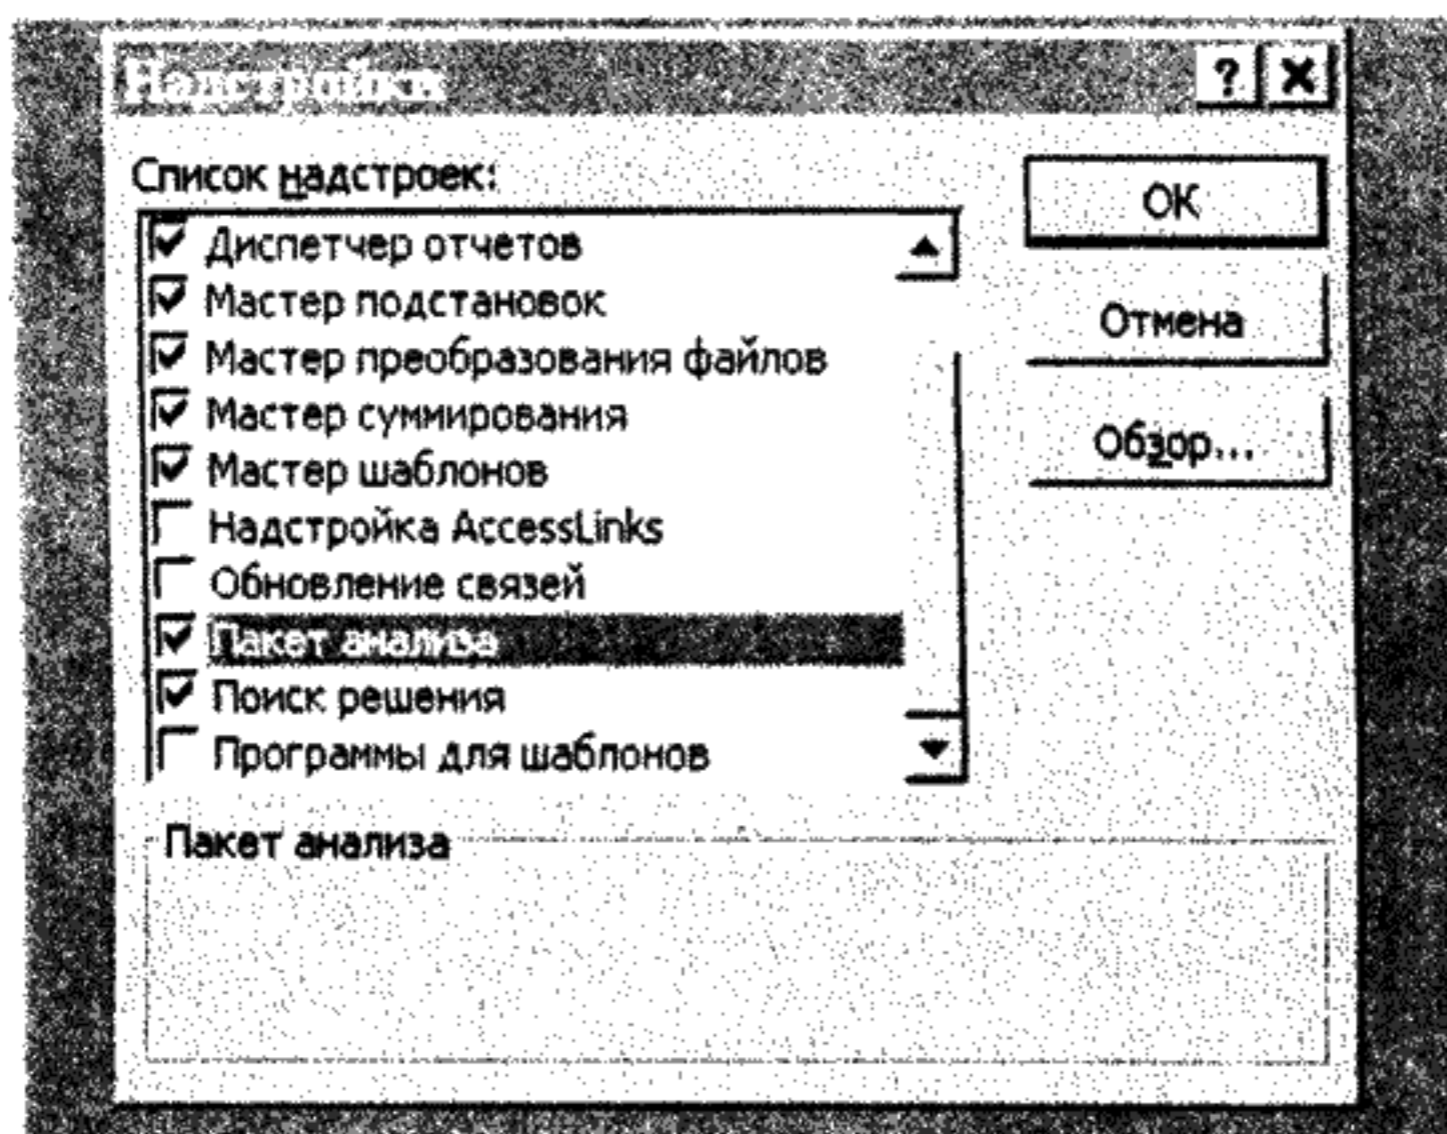 Надстройки
Список надстроек:
Диспетчер отчетов
Мастер подстановок
Мастер преобразования файлов
Мастер суммирования
Мастер шаблонов
Надстройка AccessLinks
Обновление связей
Пакет анализа
Поиск решения
Программы для шаблонов
ОК
Отмена
Обзор...
Пакет анализа